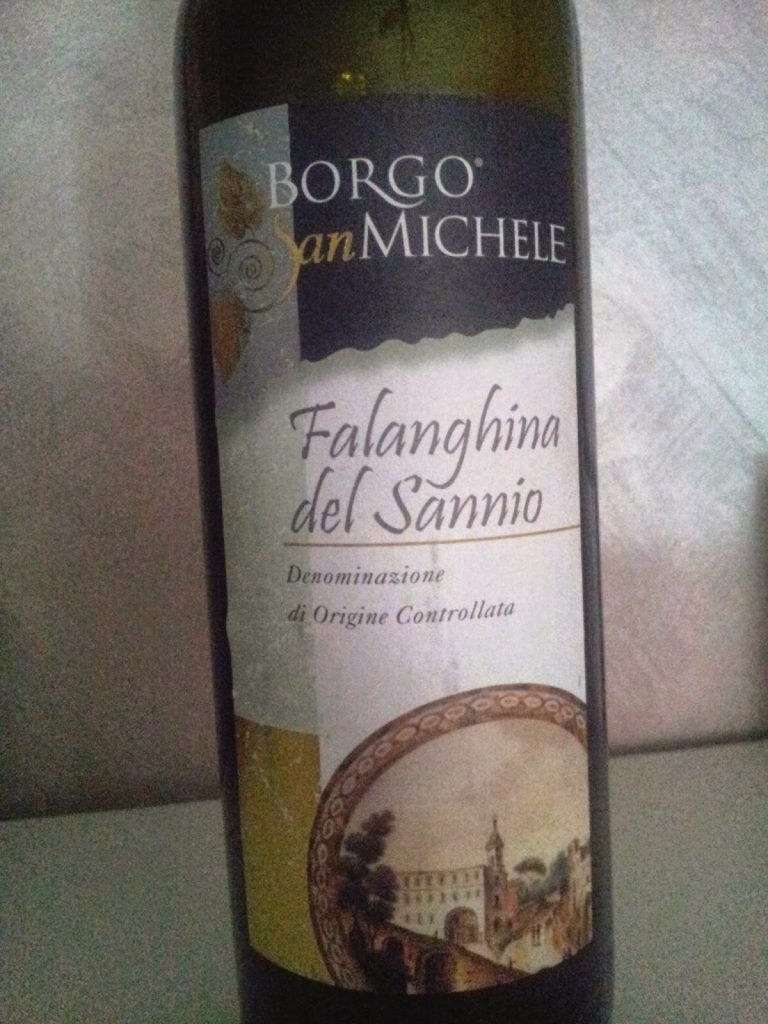 BORGO®
San MICHELE
Falanghina
del Sannio
Denominazione
di Origine Controllata